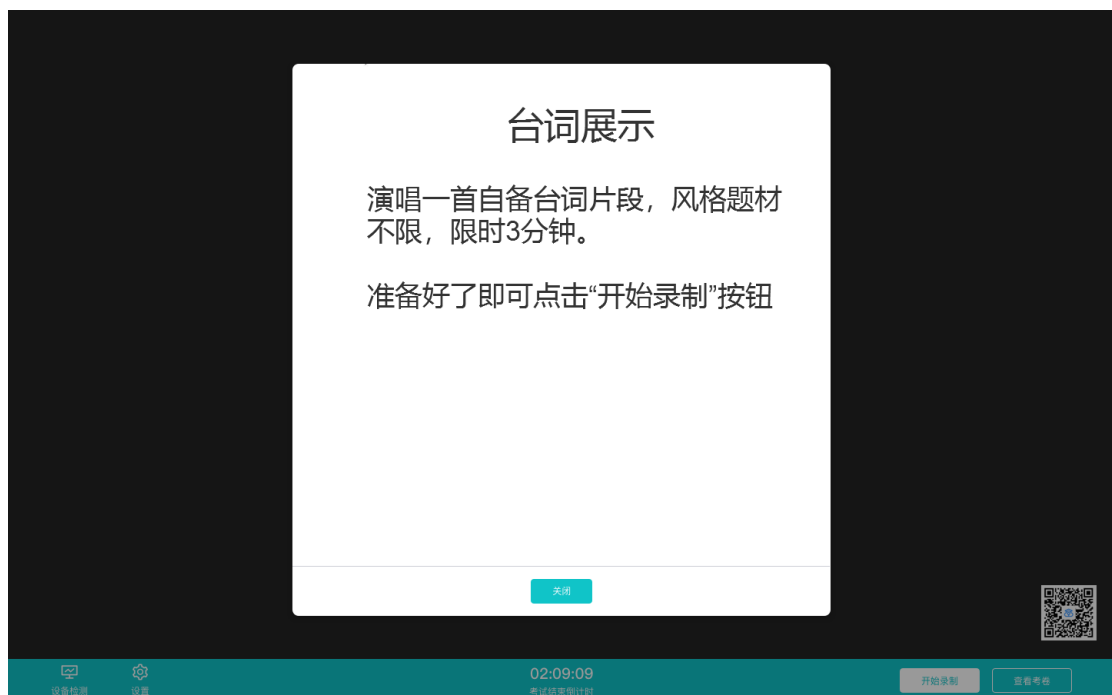 台词展示
演唱一首自备台词片段，风格题材
不限，限时3分钟。
准备好了即可点击“开始录制”按钮
关闭
设备检测
设置
02:09:09
考试结束倒计时
开始录制
查看考卷